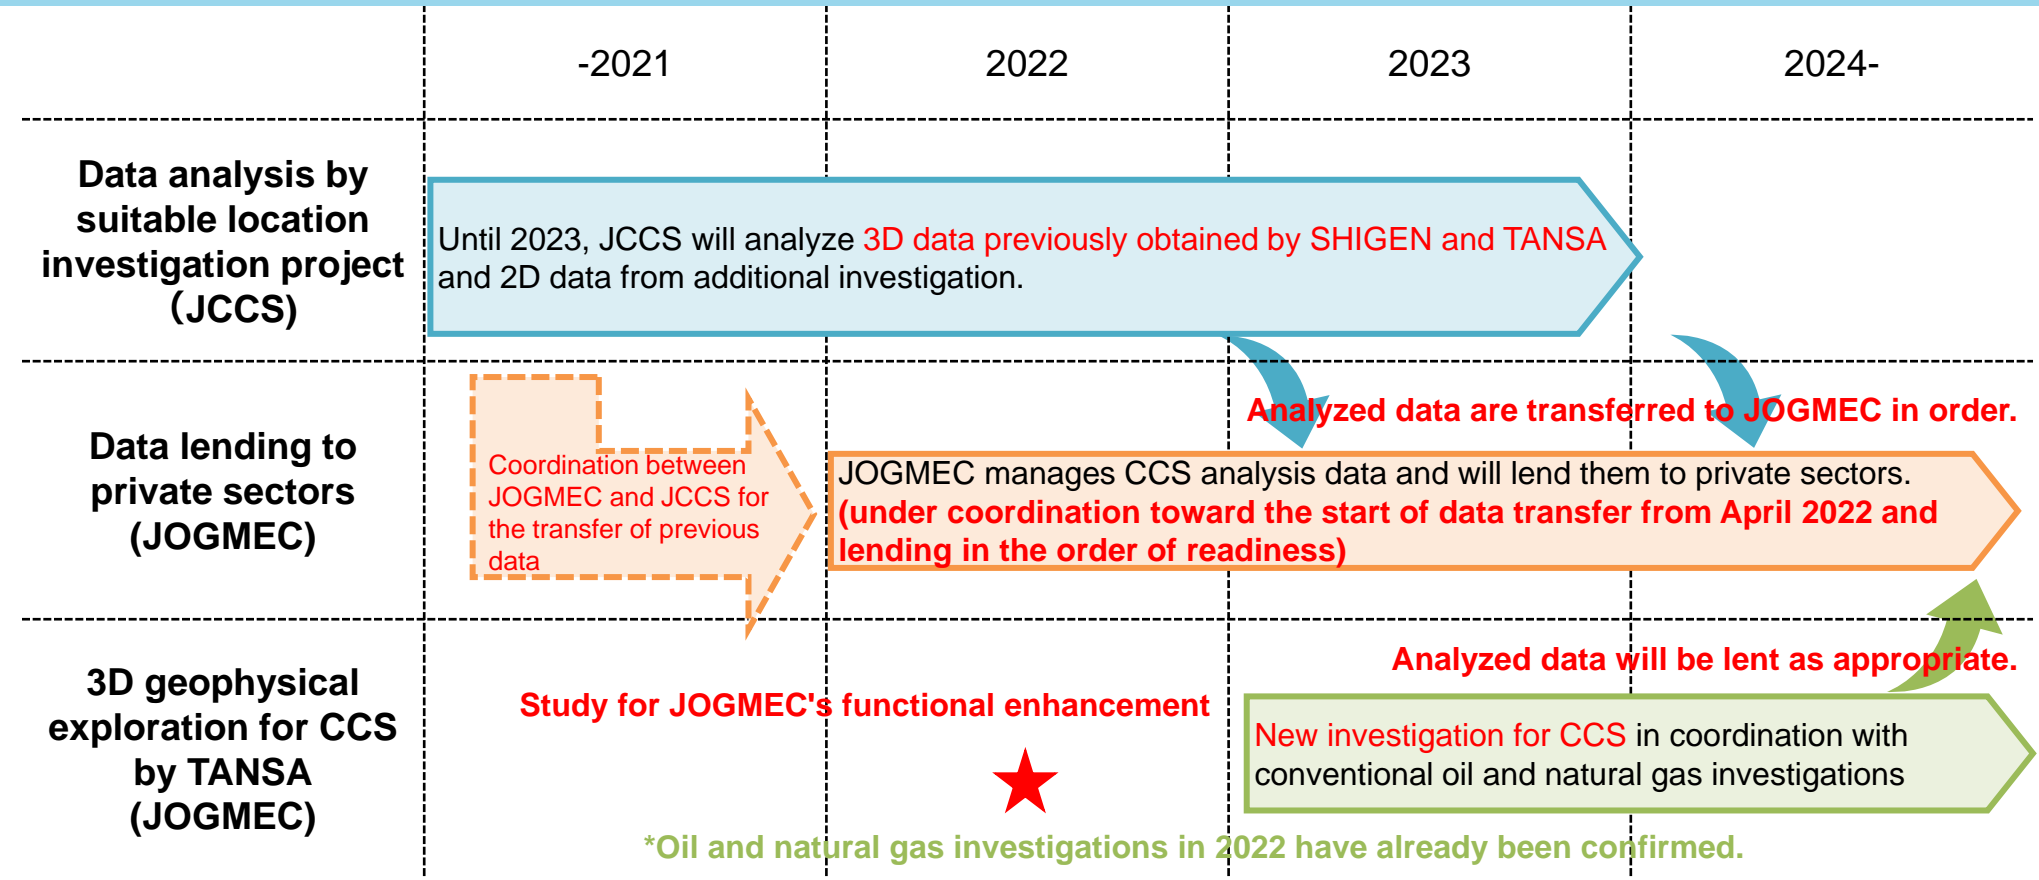 -2021
2022
2023
2024-
Data analysis by
suitable location
investigation project
（JCCS)
Until 2023, JCCS will analyze 3D data previously obtained by SHIGEN and TANSA
and 2D data from additional investigation.
Data lending to
private sectors
(JOGMEC)
Coordination between
JOGMEC and JCCS for
the transfer of previous
data
Analyzed data are transferred to JOGMEC in order.
JOGMEC manages CCS analysis data and will lend them to private sectors.
(under coordination toward the start of data transfer from April 2022 and
lending in the order of readiness)
3D geophysical
exploration for CCS
by TANSA
(JOGMEC)
Study for JOGMEC's functional enhancement
Analyzed data will be lent as appropriate.
New investigation for CCS in coordination with
conventional oil and natural gas investigations
*Oil and natural gas investigations in 2022 have already been confirmed.